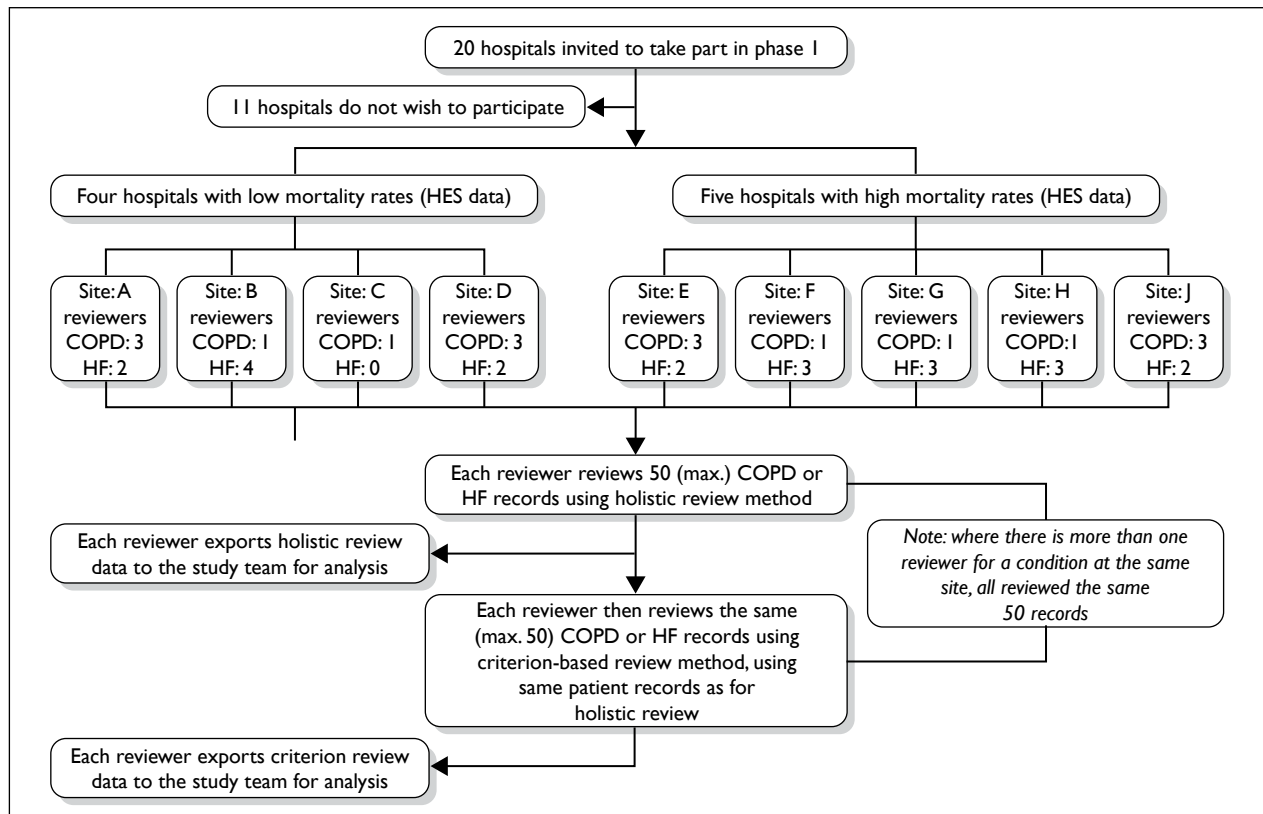 20 hospitals invited to take part in phase 1
11 hospitals do not wish to participate
Four hospitals with low mortality rates (HES data)
Five hospitals with high mortality rates (HES data)
Site: A
reviewers
COPD: 3
HF: 2
Site: B
reviewers
COPD: 1
HF: 4
Site: C
reviewers
COPD: 1
HF: 0
Site: D
reviewers
COPD: 3
HF: 2
Site: E
reviewers
COPD: 3
HF: 2
Site: F
reviewers
COPD: 1
HF: 3
Site: G
reviewers
COPD: 1
HF: 3
Site: H
reviewers
COPD:1
HF: 3
Site: J
reviewers
COPD: 3
HF: 2
Each reviewer reviews 50 (max.) COPD or
HF records using holistic review method
Each reviewer exports holistic review
data to the study team for analysis
Note: where there is more than one
reviewer for a condition at the same
site, all reviewed the same
50 records
Each reviewer then reviews the same
(max. 50) COPD or HF records using
criterion-based review method, using
same patient records as for
holistic review
Each reviewer exports criterion review
data to the study team for analysis